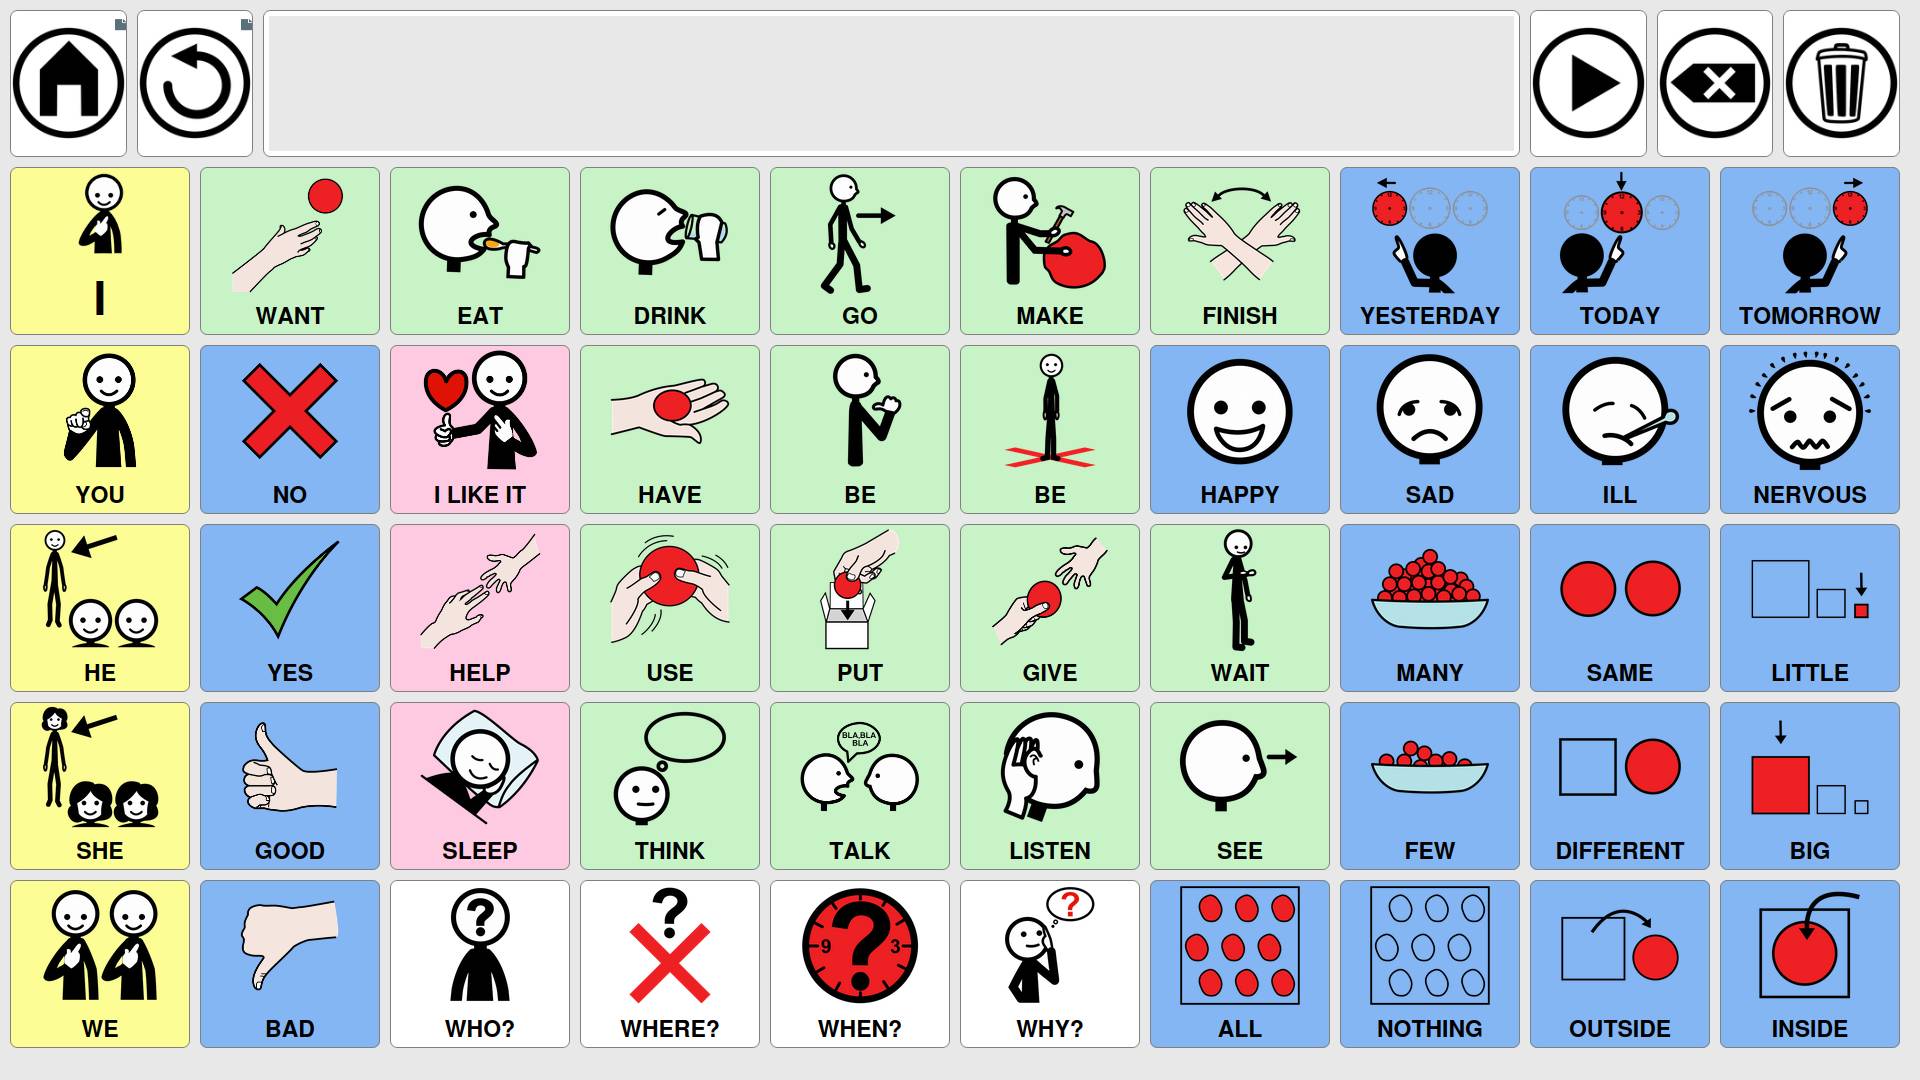 I
WANT
EAT
DRINK
GO
MAKE
FINISH
YESTERDAY
TODAY
TOMORROW
YOU
NO
I LIKE IT
HAVE
BE
BE
HAPPY
SAD
ILL
NERVOUS
HE
YES
HELP
USE
PUT
GIVE
WAIT
MANY
SAME
LITTLE
SHE
GOOD
SLEEP
THINK
BLA,BLA
BLA
TALK
LISTEN
SEE
FEW
DIFFERENT
BIG
WE
BAD
?
WHO?
?
WHERE?
9 ? 3
WHEN?
?
WHY?
ALL
NOTHING
OUTSIDE
INSIDE